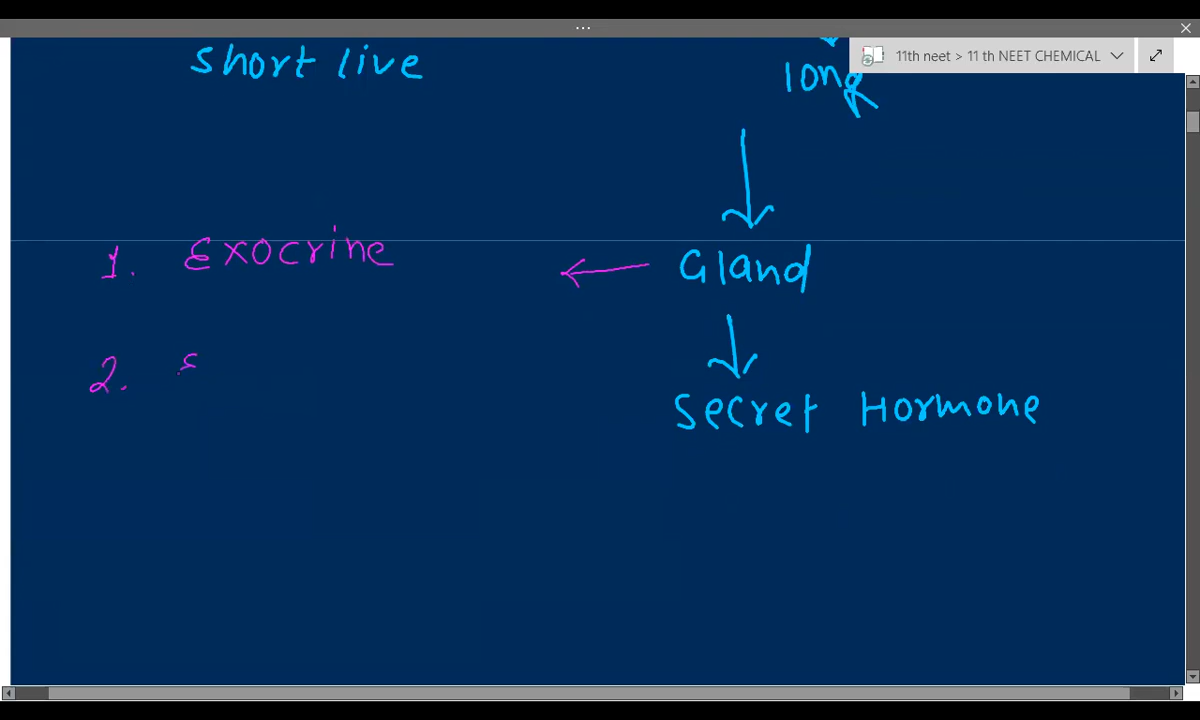 ...
11th neet > 11 th NEET CHEMICAL
short live
long
1. Exocrine
Gland
2.
Secret Hormone